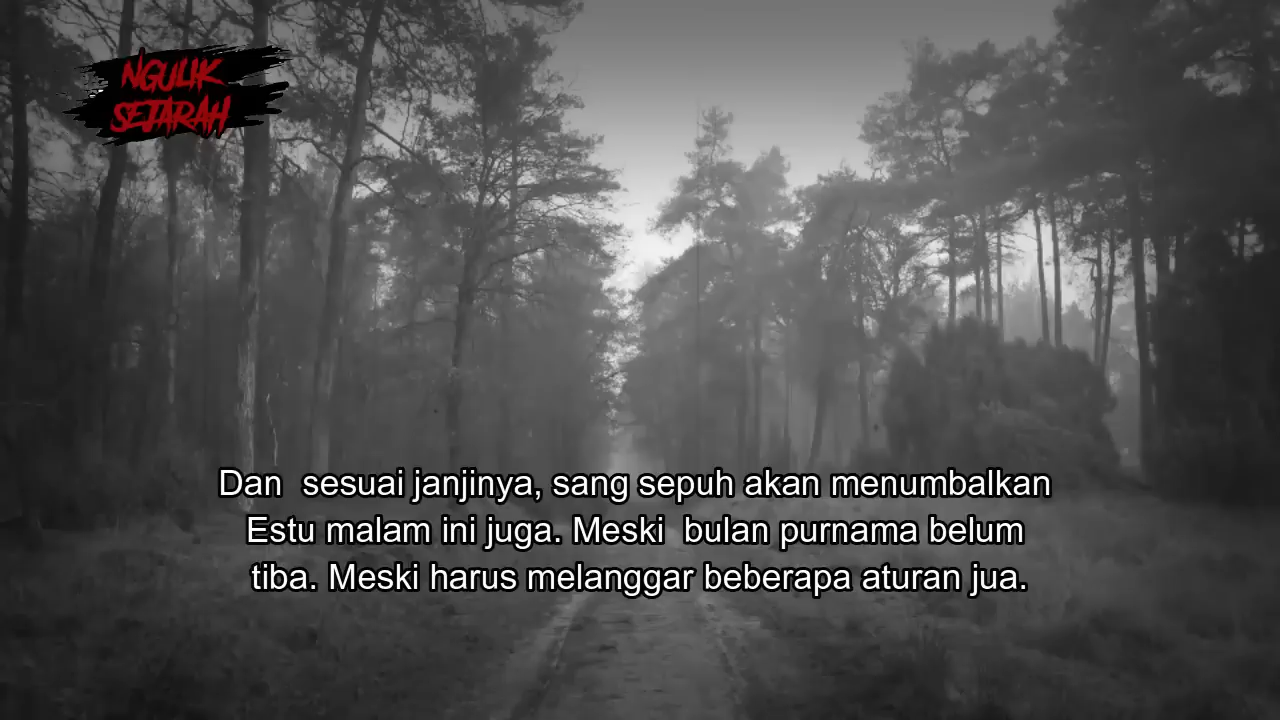 NGULIK
SEJARAH
Dan  sesuai janjinya, sang sepuh akan menumbalkan
Estu malam ini juga. Meski  bulan purnama belum
tiba. Meski harus melanggar beberapa aturan jua.